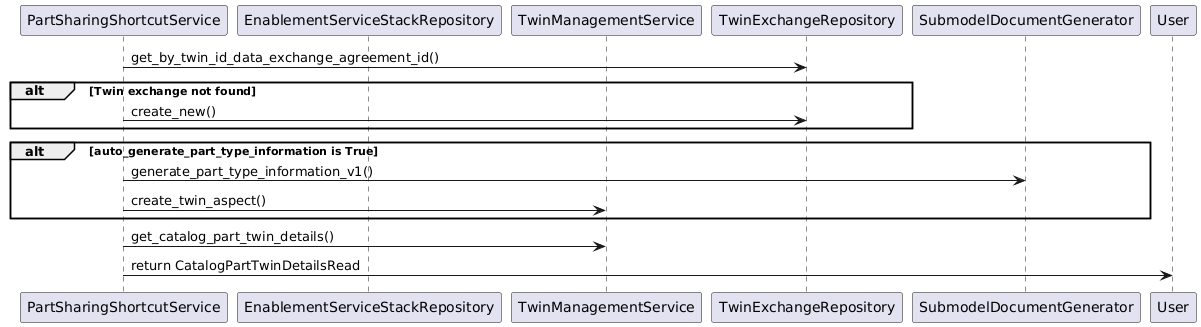 PartSharingShortcutService EnablementServiceStackRepository TwinManagementService TwinExchangeRepository SubmodelDocumentGenerator User
get_by_twin_id_data_exchange_agreement_id()
alt [Twin exchange not found]
create_new()
alt [auto_generate_part_type_information is True]
generate_part_type_information_v1()
create_twin_aspect()
get_catalog_part_twin_details()
return CatalogPartTwinDetailsRead
PartSharingShortcutService EnablementServiceStackRepository TwinManagementService TwinExchangeRepository SubmodelDocumentGenerator User